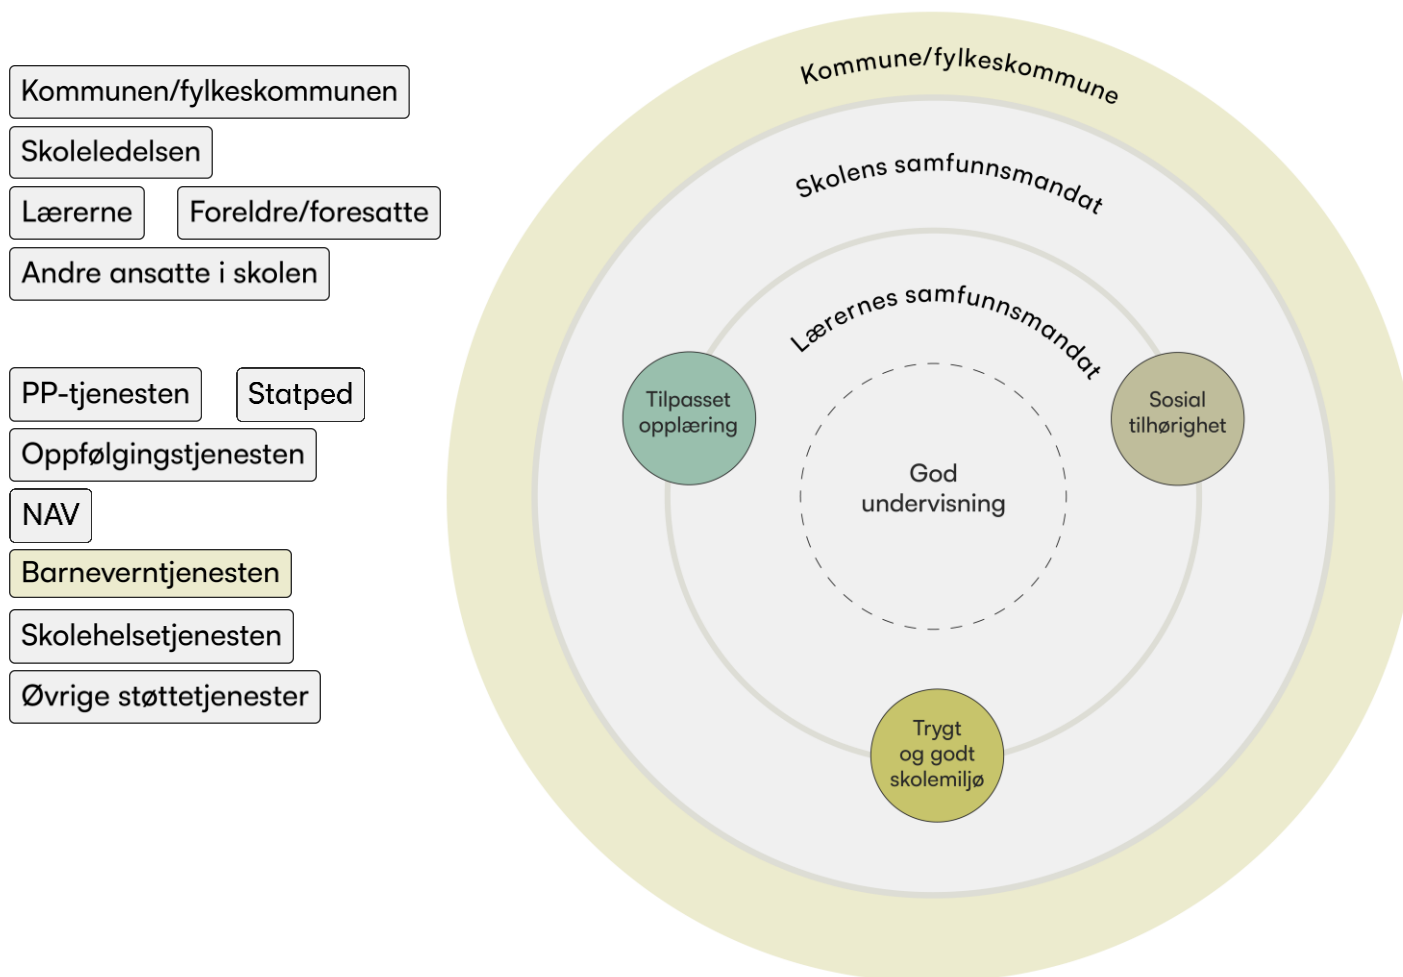 Kommunen/fylkeskommunen
Skoleledelsen
Lærerne
Foreldre/foresatte
Andre ansatte i skolen
PP-tjenesten
Statped
Oppfølgingstjenesten
NAV
Barneverntjenesten
Skolehelsetjenesten
Øvrige støttetjenester
Kommune/fylkeskommune
Skolens samfunnsmandat
Lærernes samfunnsmandat
Tilpasset
opplæring
Sosial
tilhørighet
God
undervisning
Trygt
og godt
skolemiljø